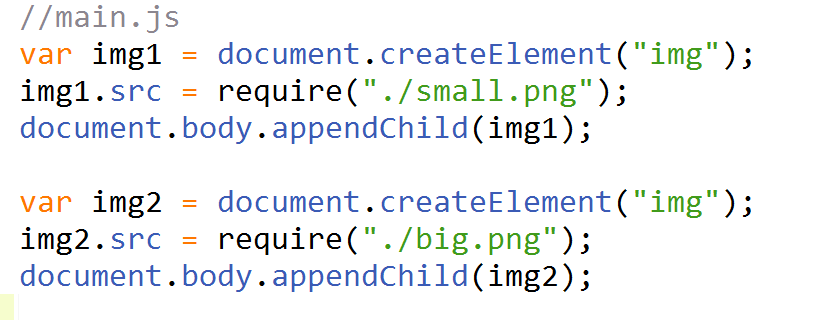 //main.js
var img1 = document.createElement("img");
img1.src = require("./small.png");
document.body.appendChild(img1);
var img2 = document.createElement("img");
img2.src = require("./big.png");
document.body.appendChild(img2);